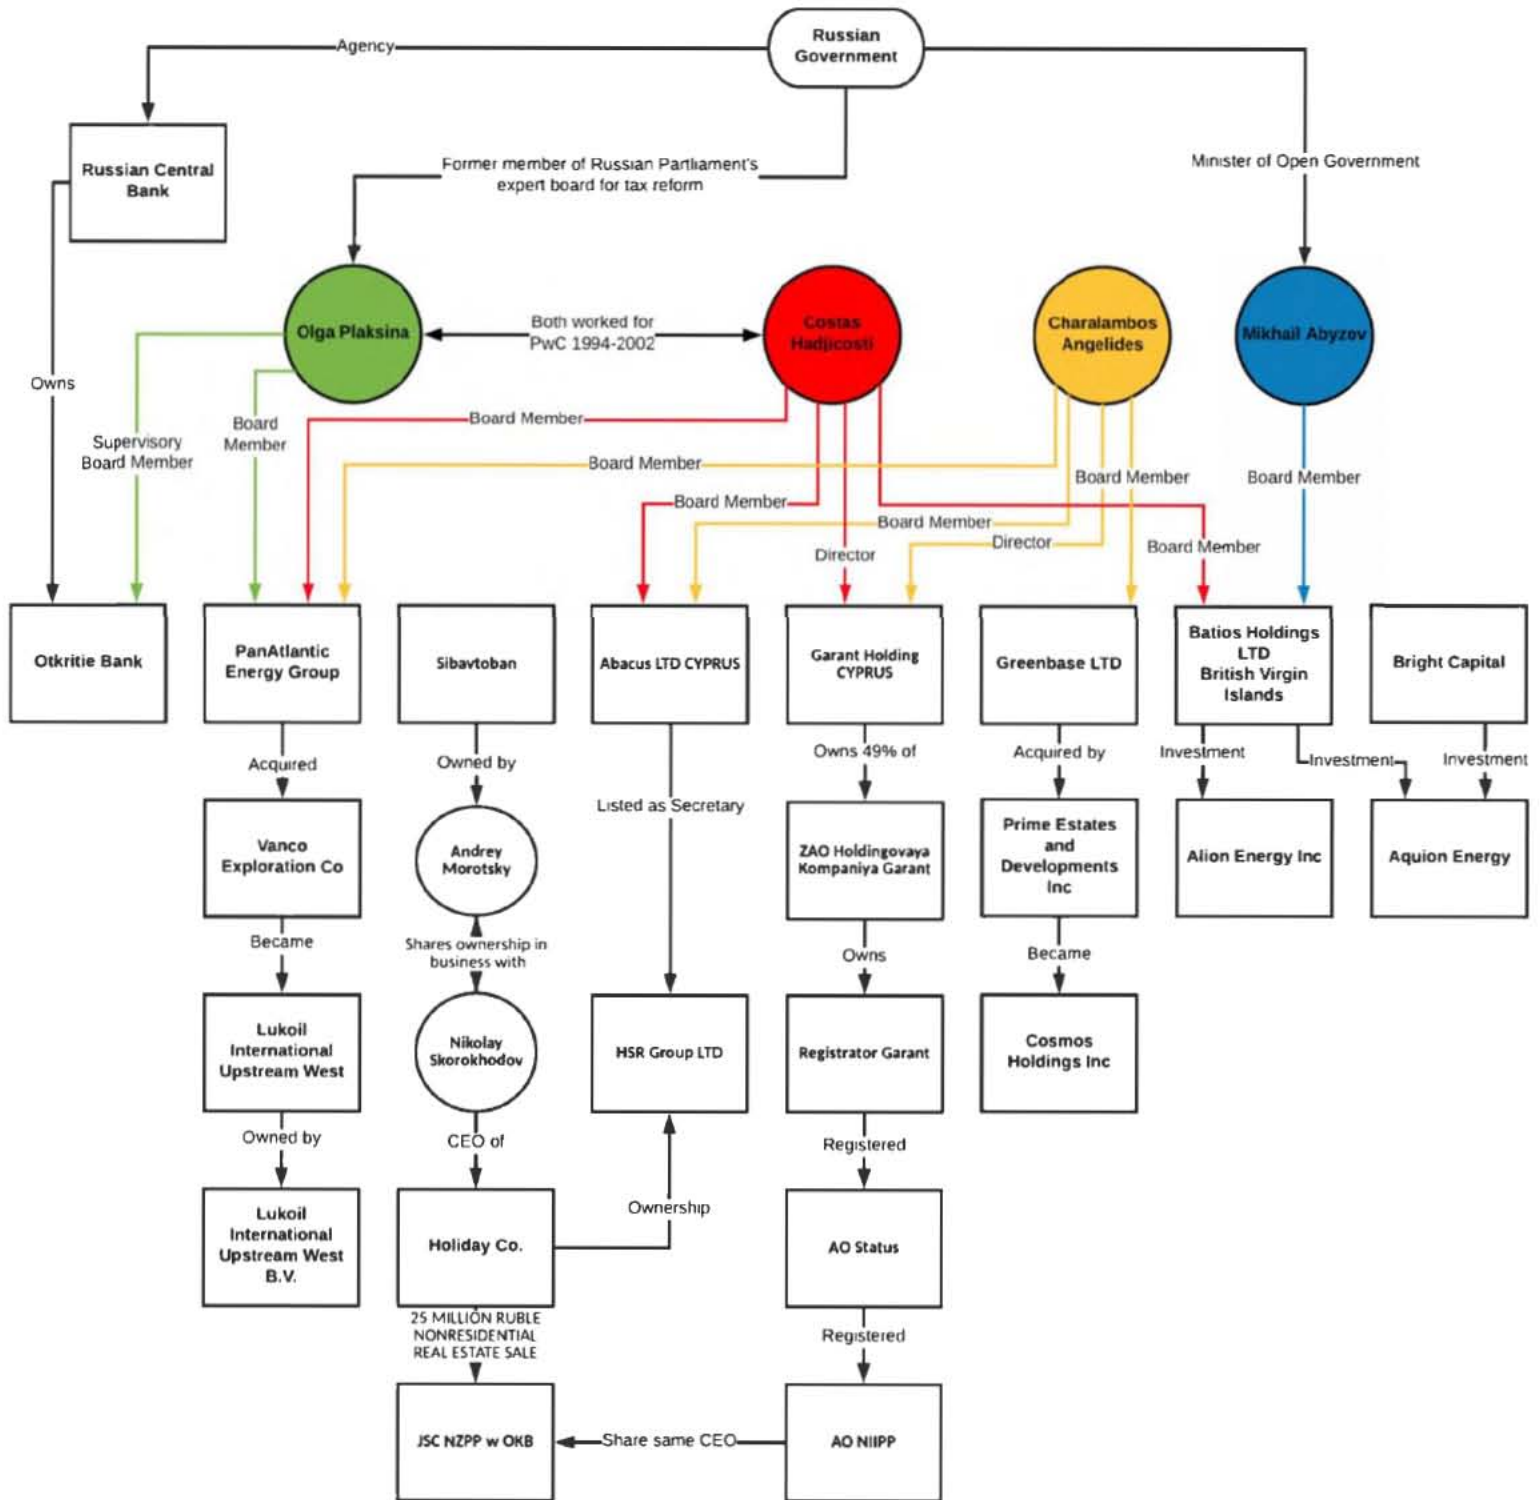 Russian
Government
Agency
Russian Central
Bank
Former member of Russian Partliament's
expert board for tax reform
Minister of Open Government
Olga Plaksina
Both worked for
PwC 1994-2002
Costas
Hadjicosti
Charalambos
Angelides
Mikhail Abyzov
Owns
Supervisory
Board Member
Board
Member
Board Member
Board Member
Board Member
Board Member
Director
Director
Board Member
Board Member
Board Member
Otkritie Bank
PanAtlantic
Energy Group
Sibavtoban
Abacus LTD CYPRUS
Garant Holding
CYPRUS
Greenbase LTD
Batios Holdings
LTD
British Virgin
Islands
Bright Capital
Acquired
Owned by
Listed as Secretary
Owns 49% of
Acquired by
Investment
Investment
Investment
Vanco
Exploration Co
Andrey
Morotsky
ZAO Holdingovaya
Kompaniya Garant
Prime Estates
and
Developments
Inc
Alion Energy Inc
Aquion Energy
Became
Shares ownership in
business with
Owns
Became
Lukoil
International
Upstream West
Nikolay
Skorokhodov
HSR Group LTD
Registrator Garant
Cosmos
Holdings Inc
Owned by
CEO of
Ownership
Registered
Lukoil
International
Upstream West
B.V.
Holiday Co.
AO Status
25 MILLION RUBLE
NONRESIDENTIAL
REAL ESTATE SALE
Registered
JSC NZPP w OKB
Share same CEO
AO NIIPP